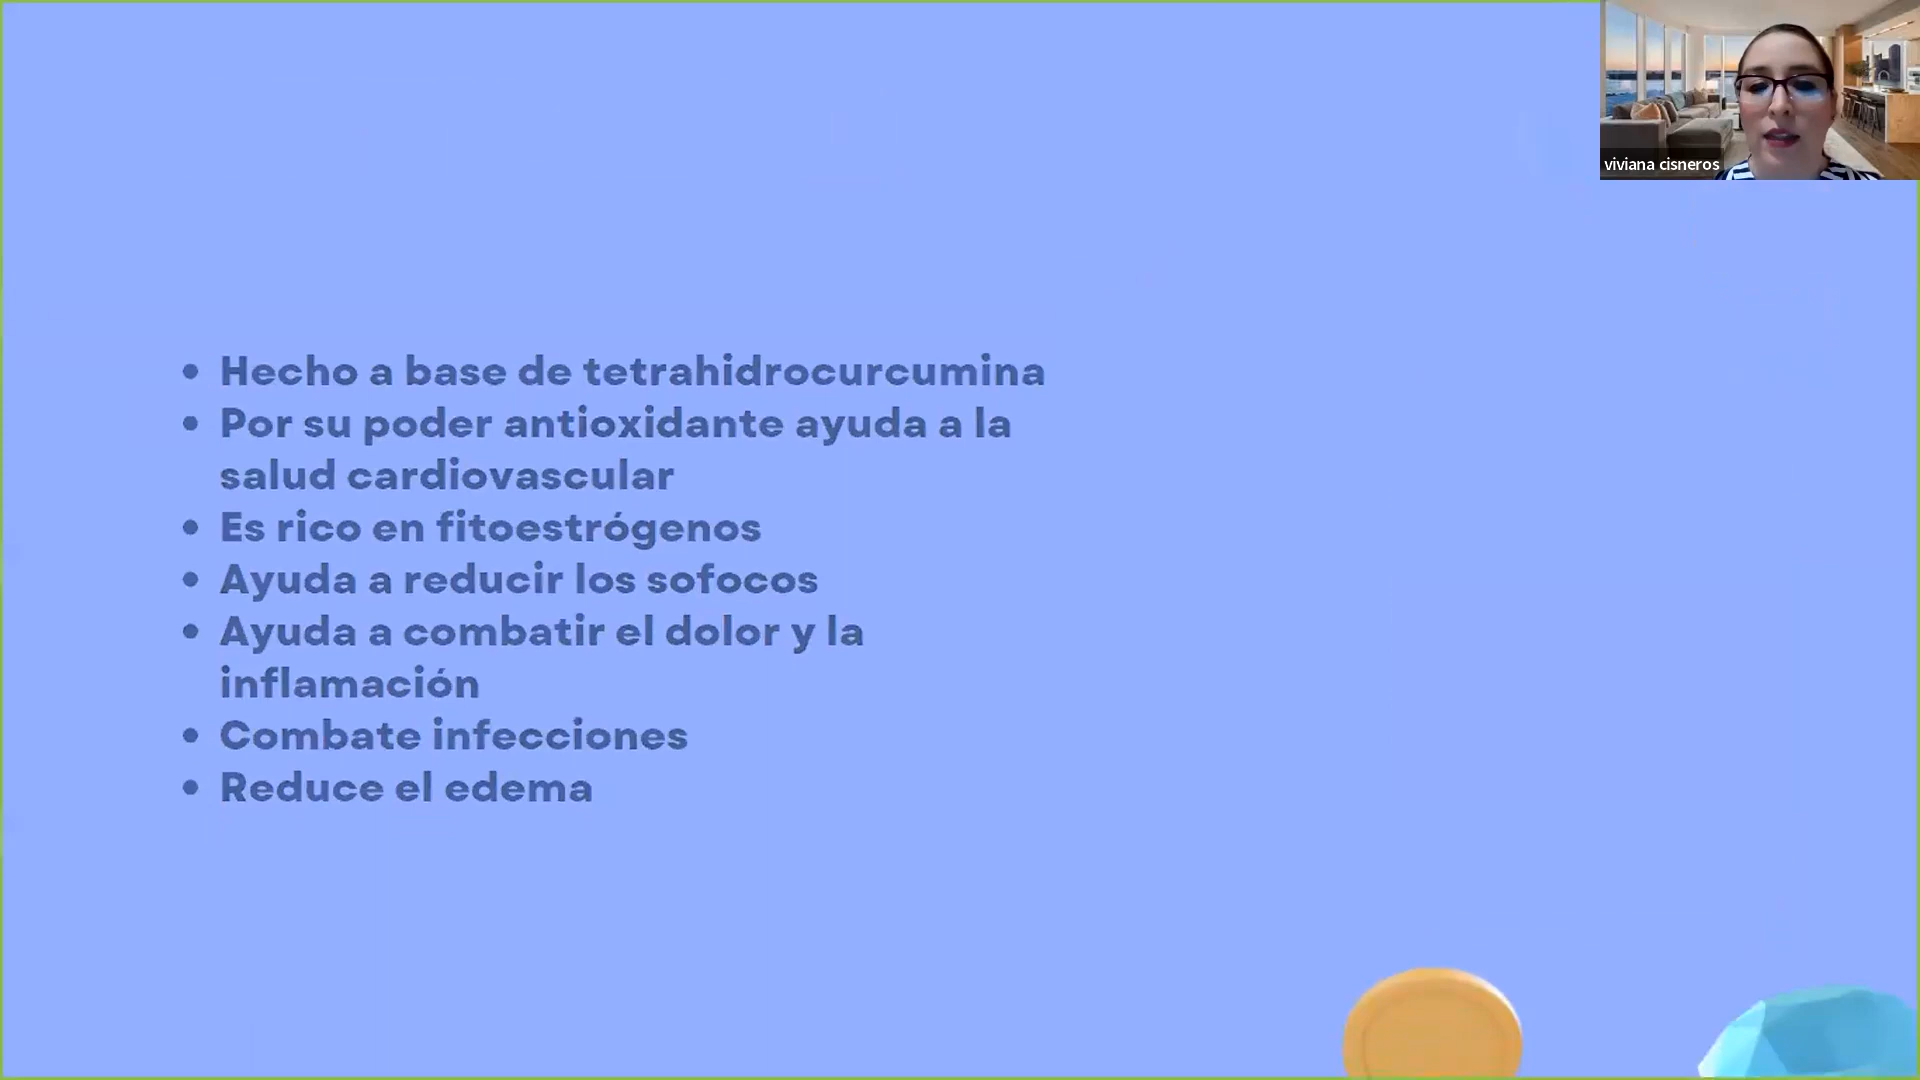 viviana cisneros
• Hecho a base de tetrahidrocurcumina
• Por su poder antioxidante ayuda a la
salud cardiovascular
• Es rico en fitoestrógenos
• Ayuda a reducir los sofocos
• Ayuda a combatir el dolor y la
inflamación
• Combate infecciones
• Reduce el edema